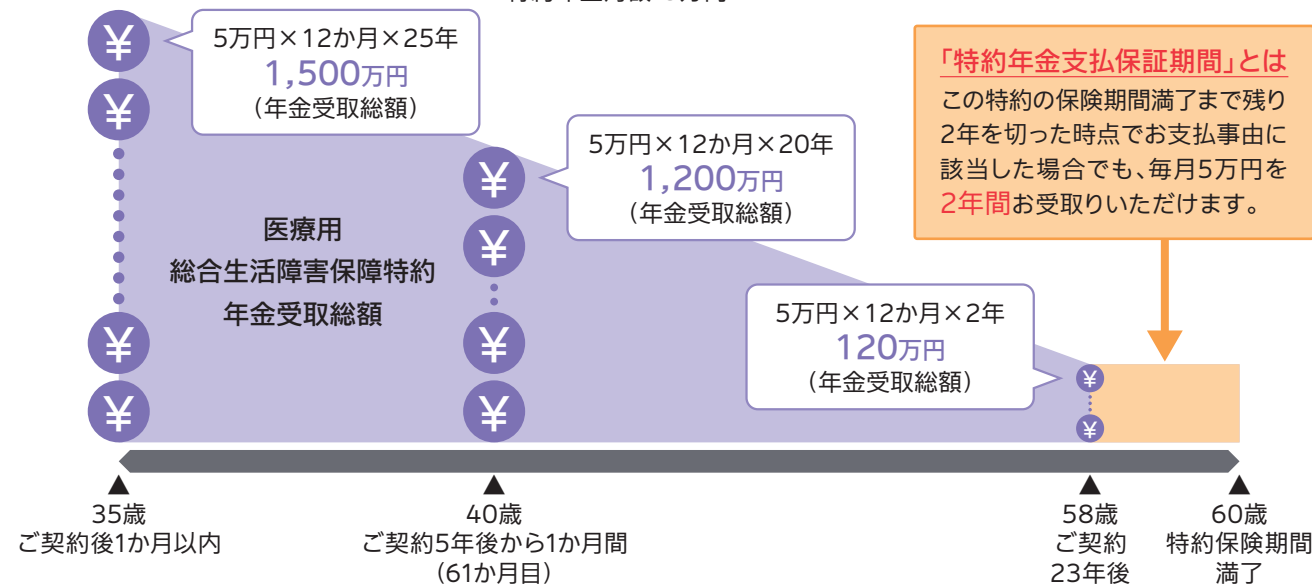 5万円×12か月×25年
1,500万円
(年金受取総額)
5万円×12か月×20年
1,200万円
(年金受取総額)
「特約年金支払保証期間」とは
この特約の保険期間満了まで残り
2年を切った時点でお支払事由に
該当した場合でも、毎月5万円を
2年間お受取りいただけます。
医療用
総合生活障害保障特約
年金受取総額
5万円×12か月×2年
120万円
(年金受取総額)
35歳
ご契約後1か月以内
40歳
ご契約5年後から1か月間
(61か月目)
58歳
ご契約
23年後
60歳
特約保険期間
満了